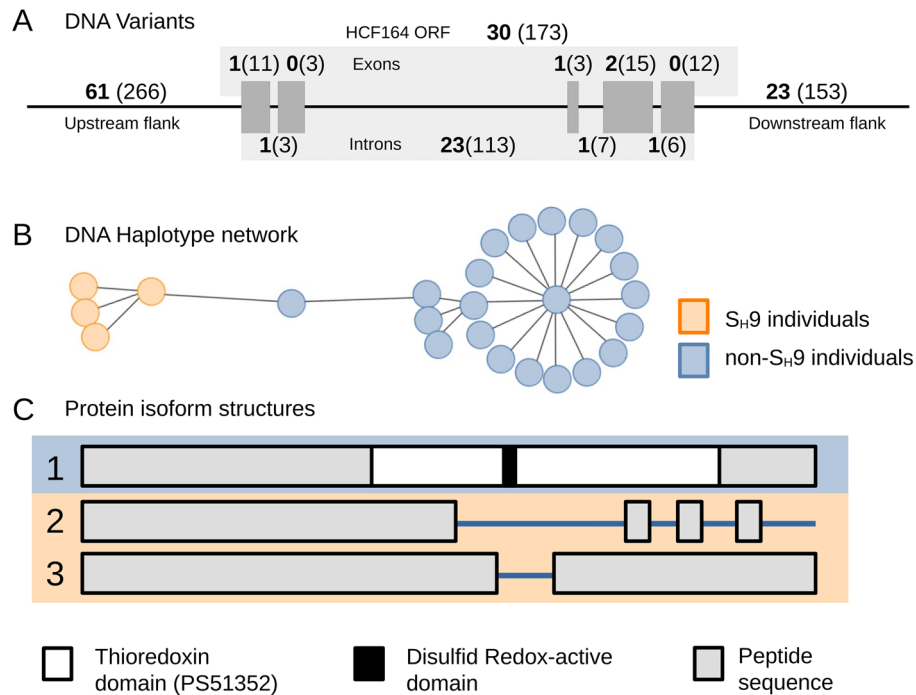 A DNA Variants
HCF164 ORF 30 (173)
1(11) 0(3) Exons 1(3) 2(15) 0(12)
61 (266) 23 (153)
Upstream flank Downstream flank
1(3) Introns 23(113) 1(7) 1(6)
B DNA Haplotype network
SH9 individuals
non-SH9 individuals
C Protein isoform structures
1
2
3
Thioredoxin
domain (PS51352)
Disulfid Redox-active
domain
Peptide
sequence